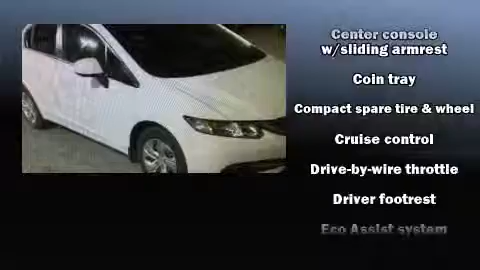 Center console
w/sliding armrest
Coin tray
Compact spare tire & wheel
Cruise control
Drive-by-wire throttle
Driver footrest
Eco Assist system